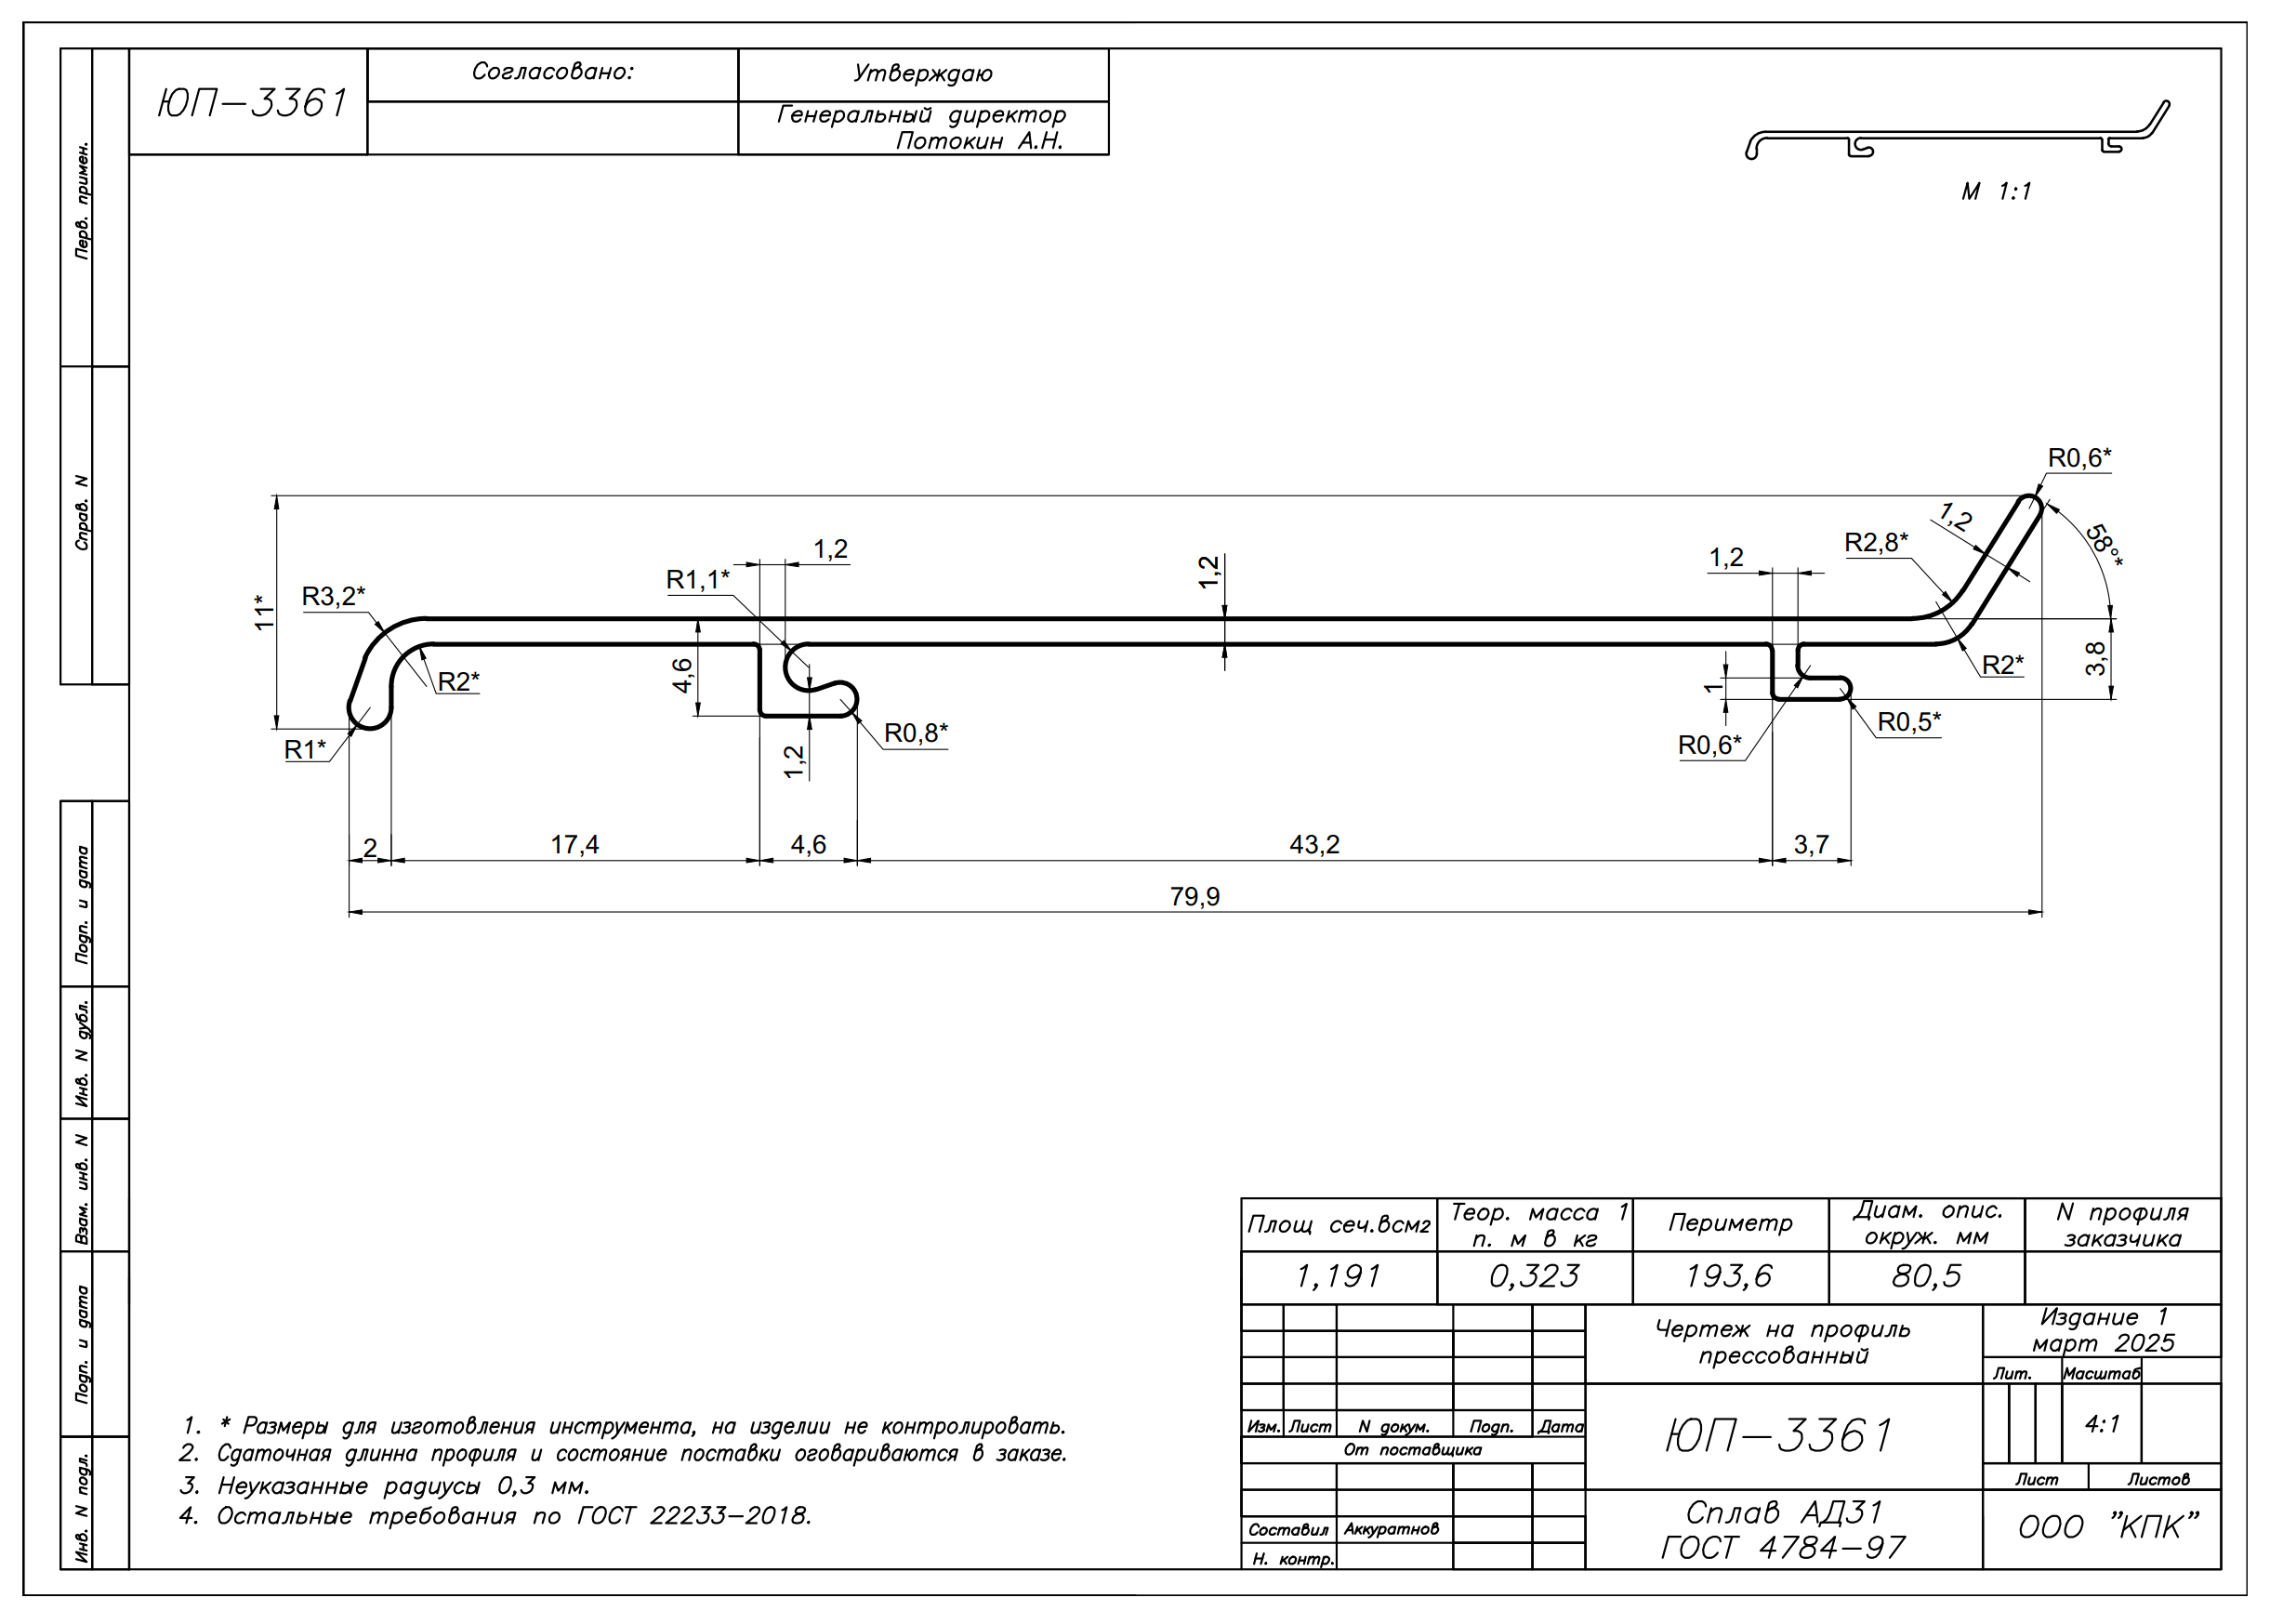 ЮП-3361
Согласовано:
Утверждаю
Генеральный директор
Потокин А.Н.
М 1:1
Перв. примен.
Справ. N
Подп. и дата
Инв. N дубл.
Взам. инв. N
Подп. и дата
Инв. N подл.
R0,6*
1,2
58°*
R2,8*
1,2
1,2
R1,1*
1,2
R3,2*
11*
R2*
4,6
R2*
3,8
1
R0,8*
R0,5*
R0,6*
R1*
1,2
2
17,4
4,6
43,2
3,7
79,9
1. * Размеры для изготовления инструмента, на изделии не контролировать.
2. Сдаточная длинна профиля и состояние поставки оговариваются в заказе.
3. Неуказанные радиусы 0,3 мм.
4. Остальные требования по ГОСТ 22233-2018.
Площ сеч.всм2
Теор. масса 1
п. м в кг
Периметр
Диам. опис.
окруж. мм
N профиля
заказчика
1,191
0,323
193,6
80,5
Чертеж на профиль
прессованный
Издание 1
март 2025
Лит.
Масштаб
4:1
Изм.
Лист
N докум.
Подп.
Дата
От поставщика
ЮП-3361
Лист
Листов
Составил
Аккуратнов
Н. контр.
Сплав АД31
ГОСТ 4784-97
ООО "КПК"